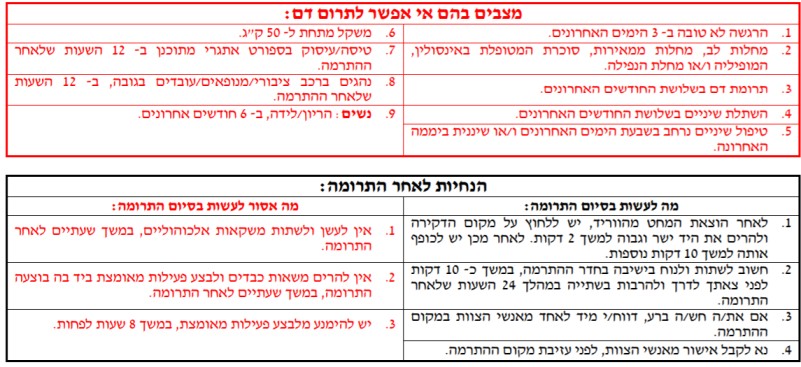 מצבים בהם אי אפשר לתרום דם:
1. הרגשה לא טובה ב- 3 הימים האחרונים.
2. מחלות לב, מחלות ממאירות, סוכרת המטופלת באינסולין,
המופיליה ו/או מחלת הנפילה.
3. תרומת דם בשלושת החודשים האחרונים.
4. השתלת שיניים בשלושת החודשים האחרונים.
5. טיפול שיניים נרחב בשבעת הימים האחרונים ו/או שיננית ביממה
האחרונה.
6. משקל מתחת ל- 50 ק"ג.
7. טיסה/עיסוק בספורט אתגרי מתוכנן ב- 12 השעות שלאחר
ההתרמה.
8. נהגים ברכב ציבורי/מנופאים/עובדים בגובה, ב- 12 השעות
שלאחר ההתרמה.
9. נשים: הריון/לידה, ב- 6 חודשים אחרונים.
הנחיות לאחר התרומה:
מה לעשות בסיום התרומה:
1. לאחר הוצאת המחט מהווריד, יש ללחוץ על מקום הדקירה
ולהרים את היד ישר וגבוה למשך 2 דקות. לאחר מכן יש לכופף
אותה למשך 10 דקות נוספות.
2. חשוב לשתות ולנוח בישיבה בחדר ההתרמה, במשך כ- 10 דקות
לפני צאתך לדרך ולהרבות בשתייה במהלך 24 השעות שלאחר
התרומה.
3. אם את/ה חש/ה ברע, דווח/י מיד לאחד מאנשי הצוות במקום
ההתרמה.
4. נא לקבל אישור מאנשי הצוות, לפני עזיבת מקום ההתרמה.
מה אסור לעשות בסיום התרומה:
1. אין לעשן ולשתות משקאות אלכוהוליים, במשך שעתיים לאחר
התרומה.
2. אין להרים משאות כבדים ולבצע פעילות מאומצת ביד בה בוצעה
התרומה, במשך שעתיים לאחר התרומה.
3. יש להימנע מלבצע פעילות מאומצת, במשך 8 שעות לפחות.